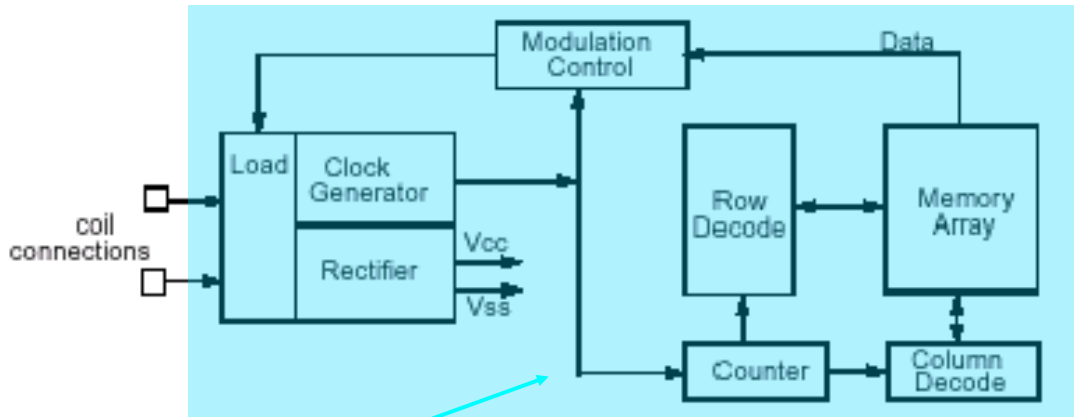 Modulation
Control
Data
Load
Clock
Generator
Row
Decode
Memory
Array
coil
connections
Vcc
Rectifier
Vss
Counter
Column
Decode